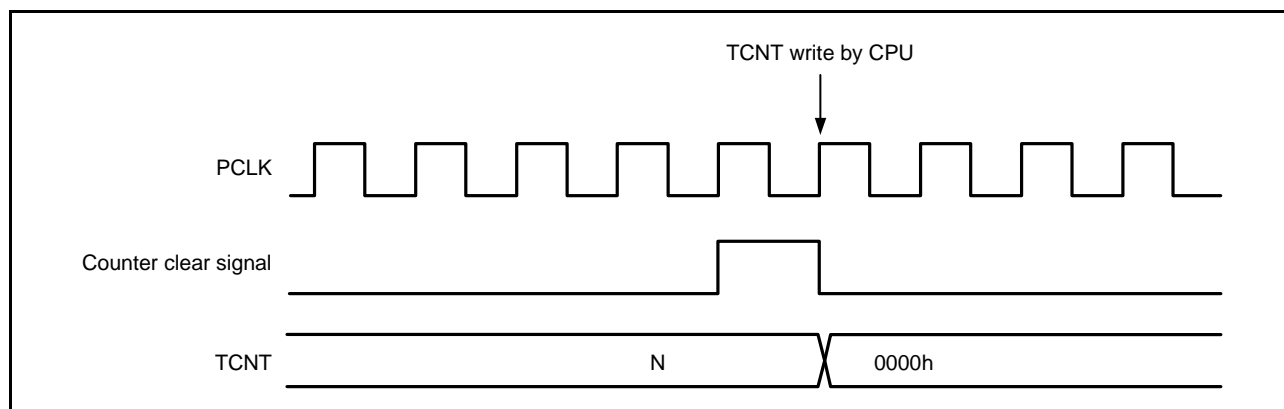 TCNT write by CPU
PCLK
Counter clear signal
TCNT
N
0000h